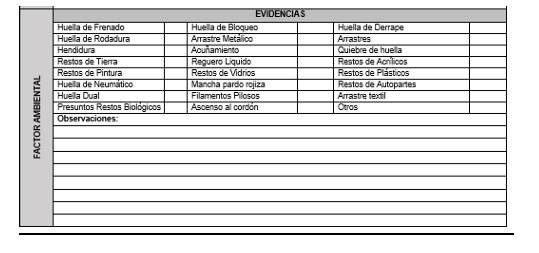 EVIDENCIAS
Huella de Frenado Huella de Bloqueo Huella de Derrape
Huella de Rodadura Arrastre Metálico Arrastres
Hendidura Acuñamiento Quiebre de huella
Restos de Tierra Reguero Liquido Restos de Acrílicos
Restos de Pintura Restos de Vidrios Restos de Plásticos
Huella de Neumático Mancha pardo rojiza Restos de Autopartes
Huella Dual Filamentos Pilosos Arrastre textil
Presuntos Restos Biológicos Ascenso al cordón Otros
Observaciones:
FACTOR AMBIENTAL